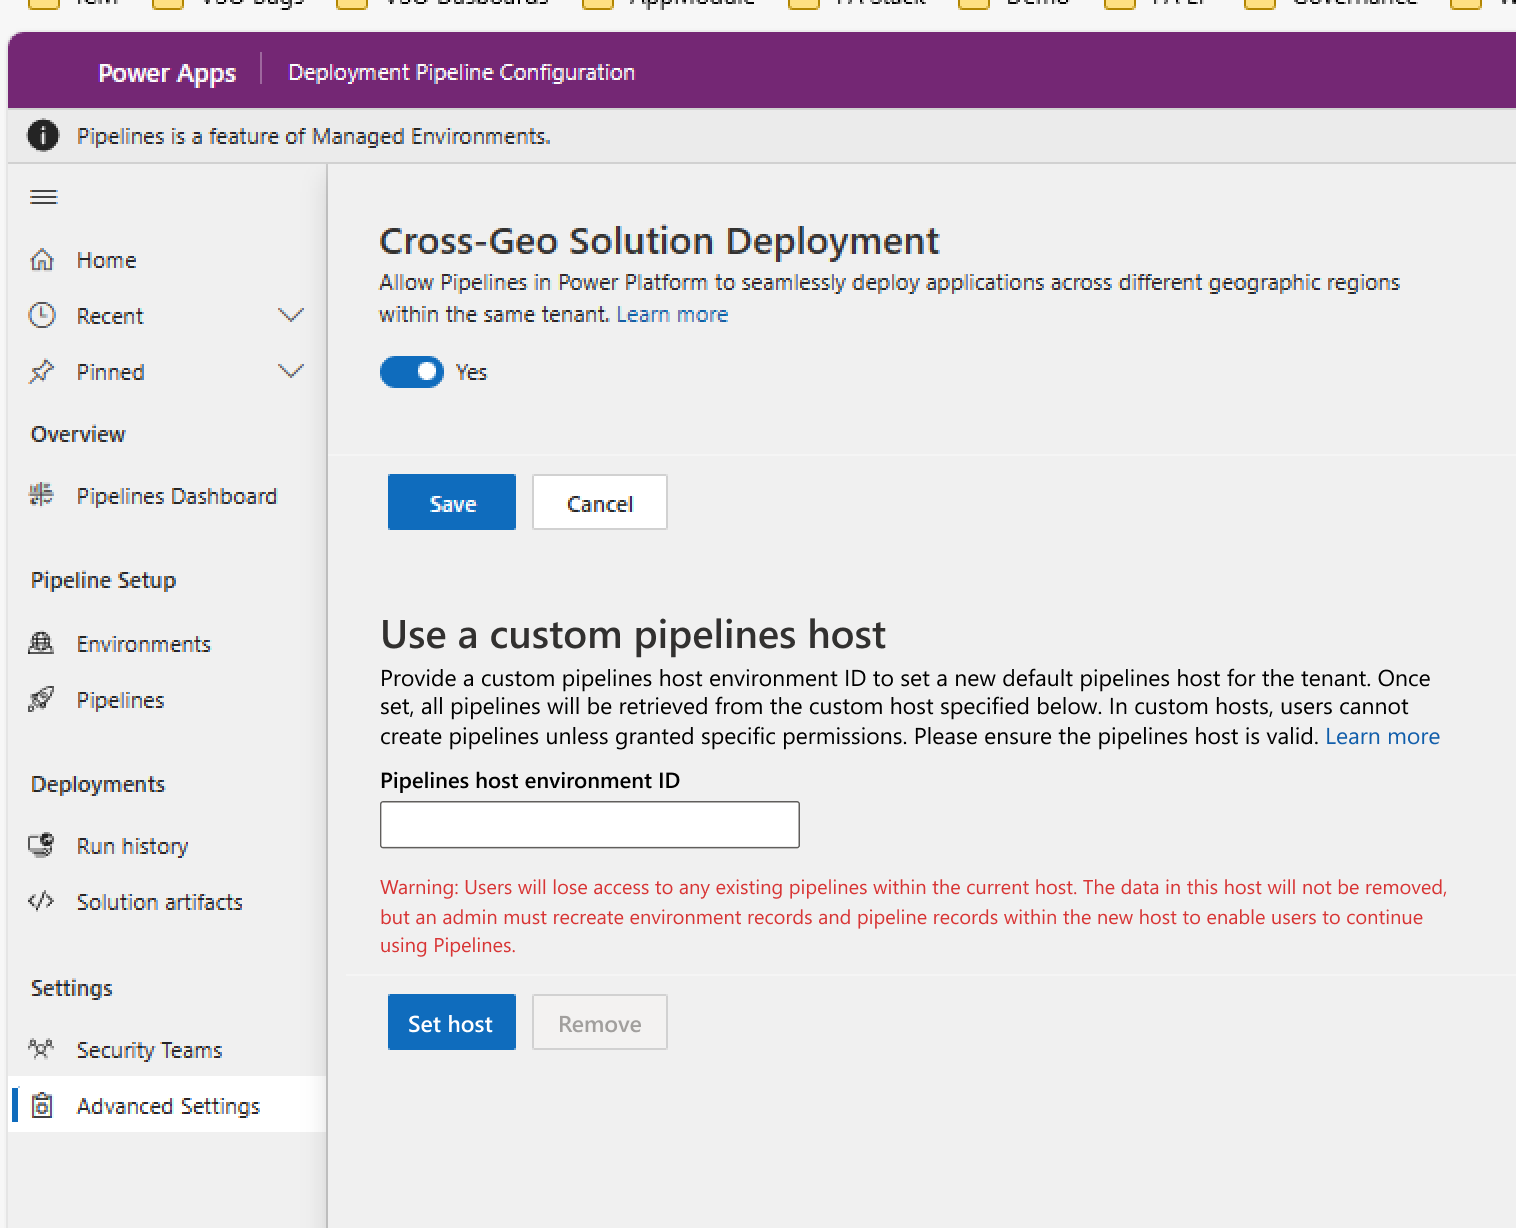 Power Apps
Deployment Pipeline Configuration
Pipelines is a feature of Managed Environments.
Home
Recent
Pinned
Overview
Pipelines Dashboard
Pipeline Setup
Environments
Pipelines
Deployments
Run history
Solution artifacts
Settings
Security Teams
Advanced Settings
Cross-Geo Solution Deployment
Allow Pipelines in Power Platform to seamlessly deploy applications across different geographic regions
within the same tenant. Learn more
Yes
Save
Cancel
Use a custom pipelines host
Provide a custom pipelines host environment ID to set a new default pipelines host for the tenant. Once
set, all pipelines will be retrieved from the custom host specified below. In custom hosts, users cannot
create pipelines unless granted specific permissions. Please ensure the pipelines host is valid. Learn more
Pipelines host environment ID
Warning: Users will lose access to any existing pipelines within the current host. The data in this host will not be removed,
but an admin must recreate environment records and pipeline records within the new host to enable users to continue
using Pipelines.
Set host
Remove